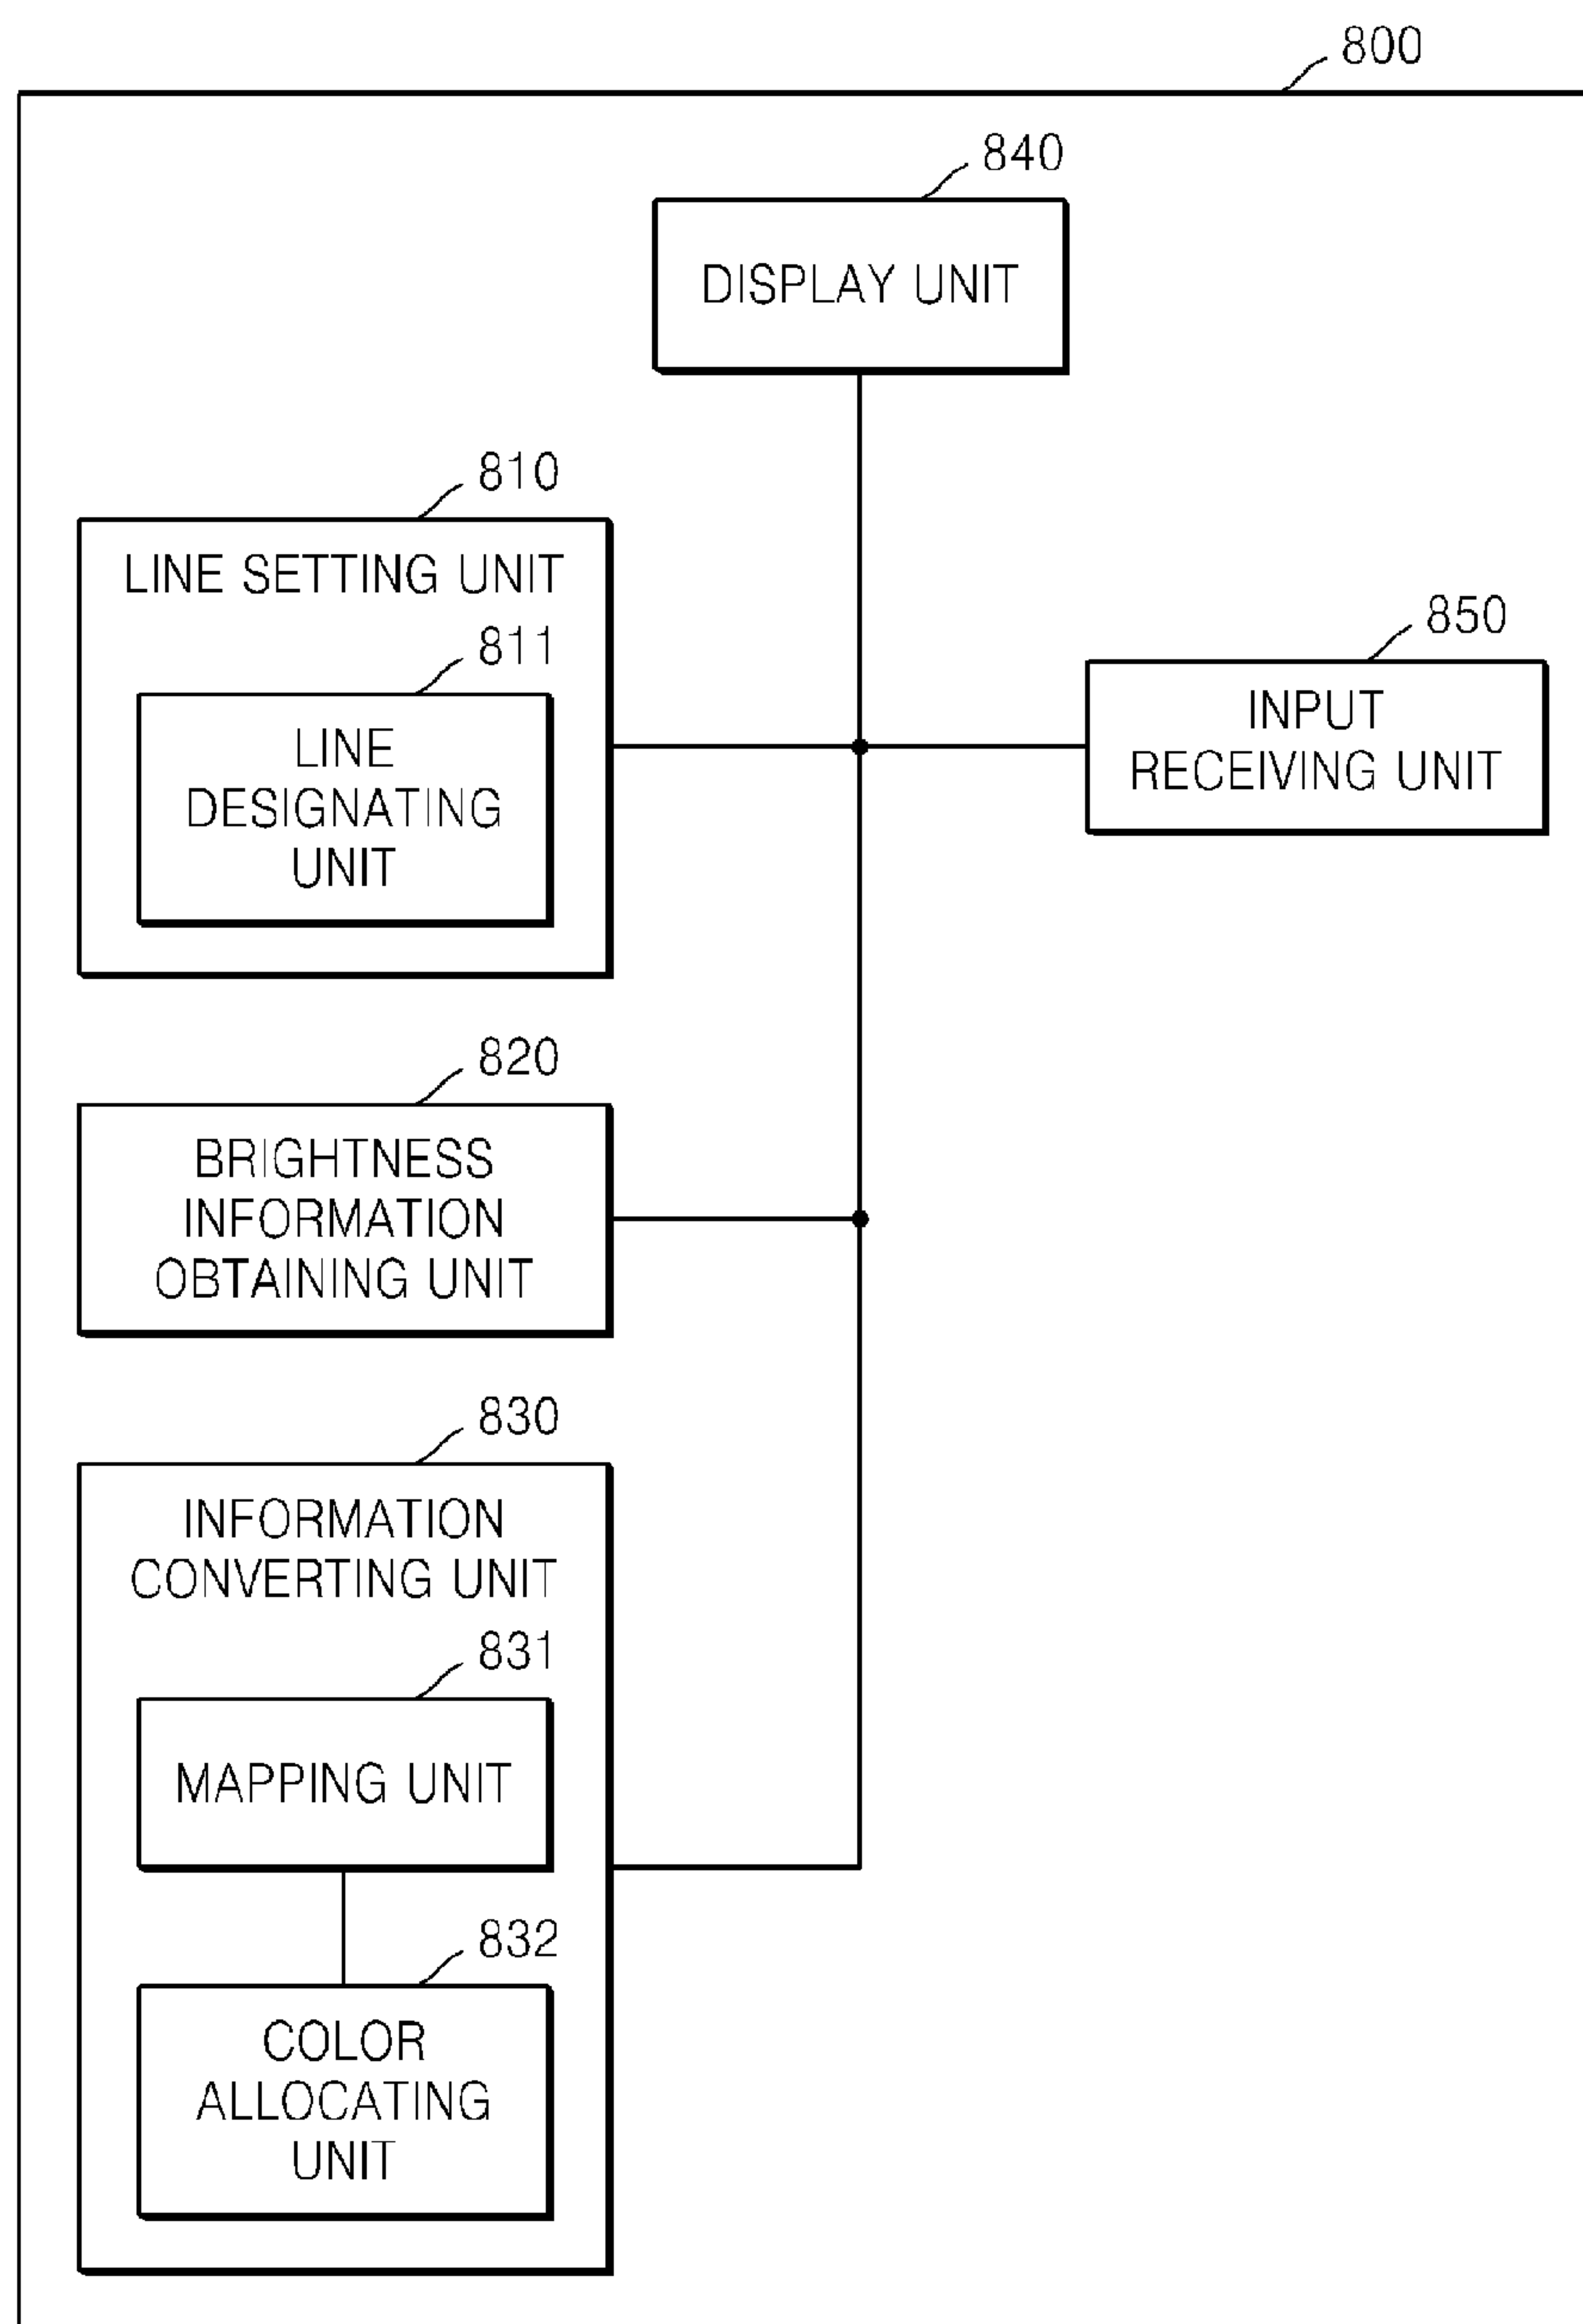 800
840
DISPLAY UNIT
810
LINE SETTING UNIT
811
LINE
DESIGNATING
UNIT
850
INPUT
RECEIVING UNIT
820
BRIGHTNESS
INFORMATION
OBTAINING UNIT
830
INFORMATION
CONVERTING UNIT
831
MAPPING UNIT
832
COLOR
ALLOCATING
UNIT